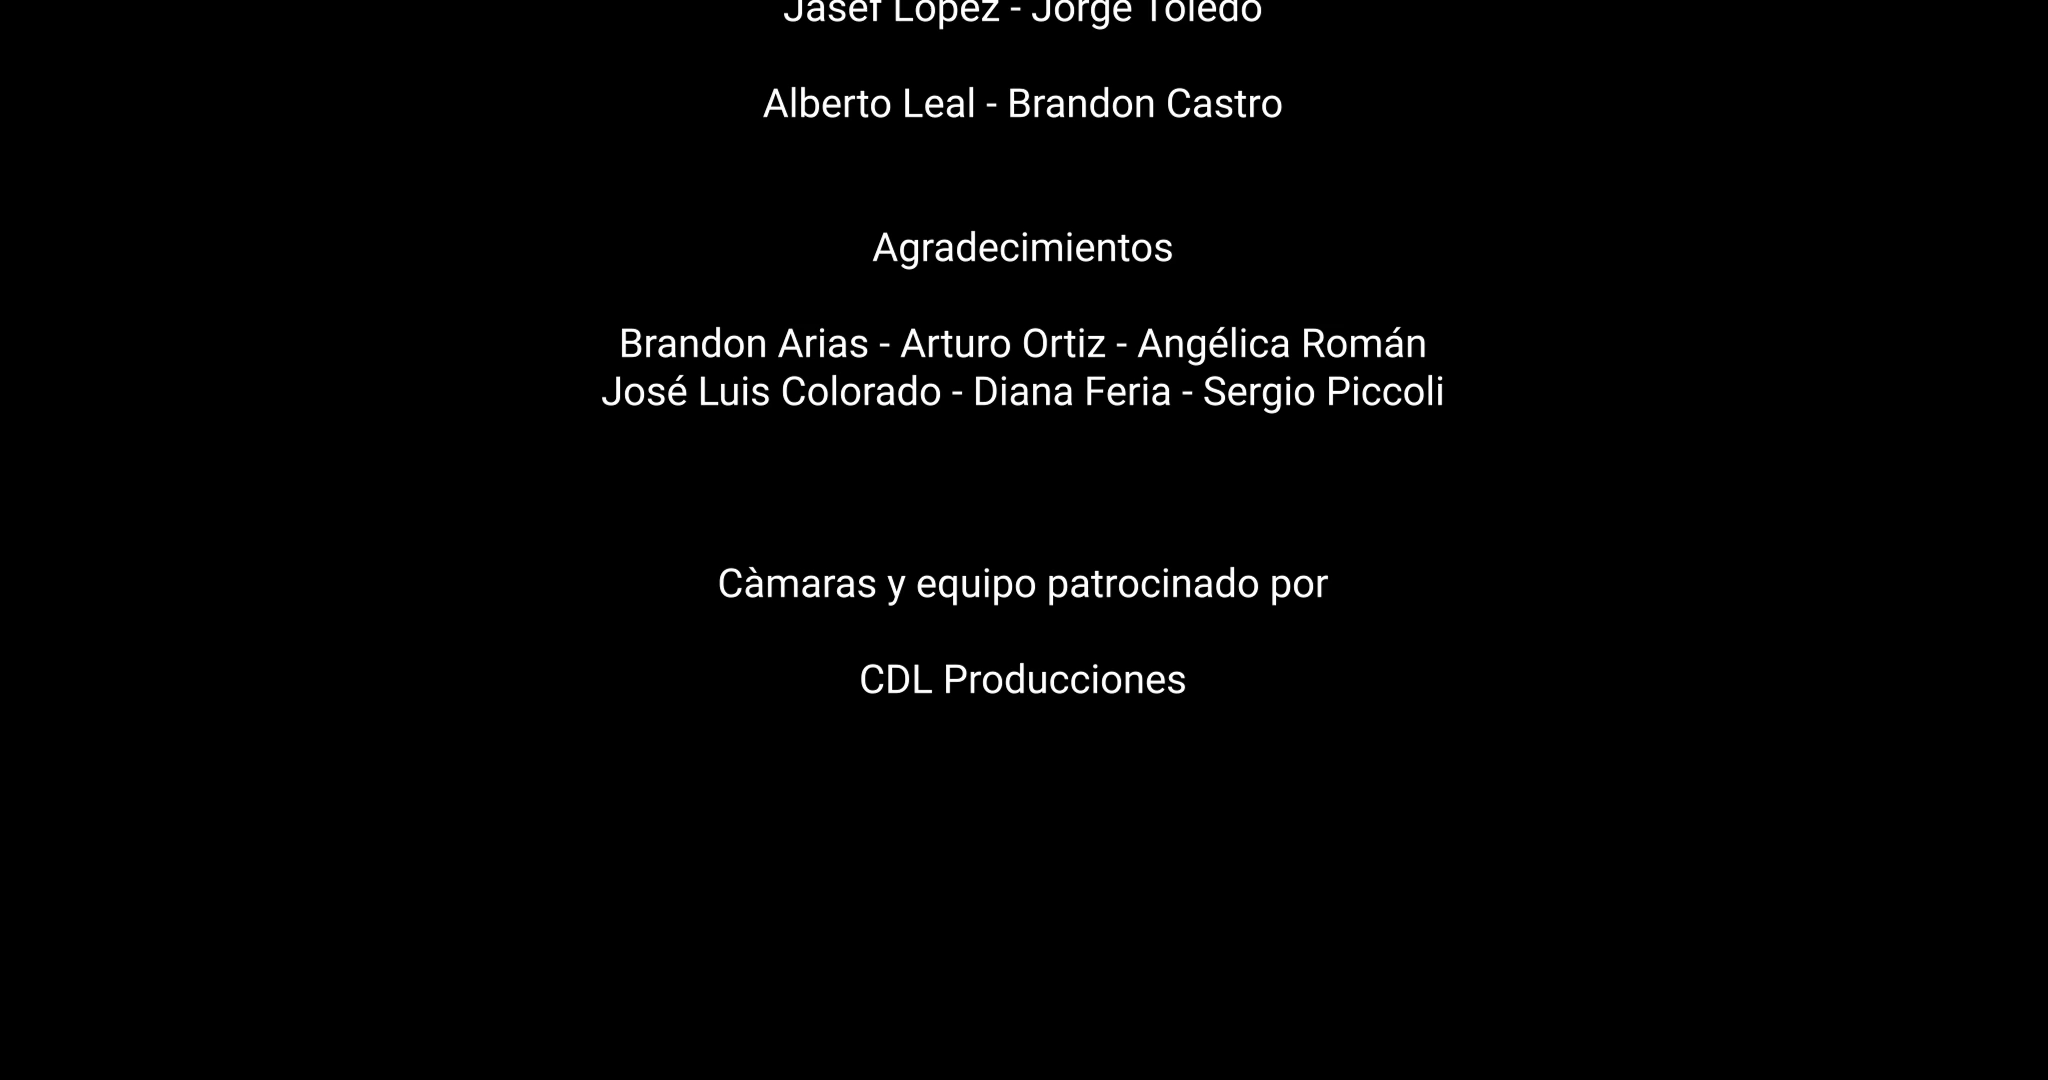 Jasef López - Jorge Toledo
Alberto Leal - Brandon Castro
Agradecimientos
Brandon Arias - Arturo Ortiz - Angélica Román
José Luis Colorado - Diana Feria - Sergio Piccoli
Càmaras y equipo patrocinado por
CDL Producciones